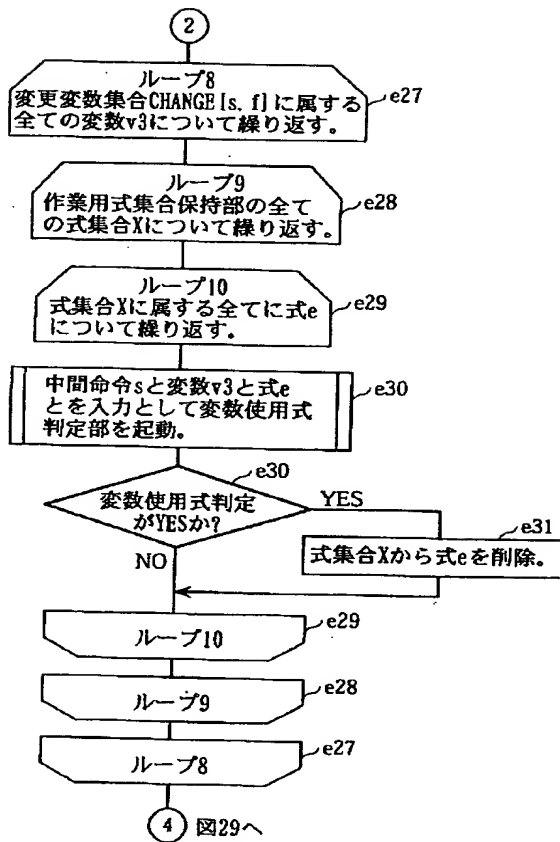 2
ループ8
変更変数集合CHANGE[s, f]に属する
全ての変数v3について繰り返す。
e27
ループ9
作業用式集合保持部の全て
の式集合Xについて繰り返す。
e28
ループ10
式集合Xに属する全てに式e
について繰り返す。
e29
中間命令sと変数v3と式e
とを入力として変数使用式
判定部を起動。
e30
e30
変数使用式判定
がYESか?
YES
NO
e31
式集合Xから式eを削除。
ループ10
e29
ループ9
e28
ループ8
e27
4 図29へ